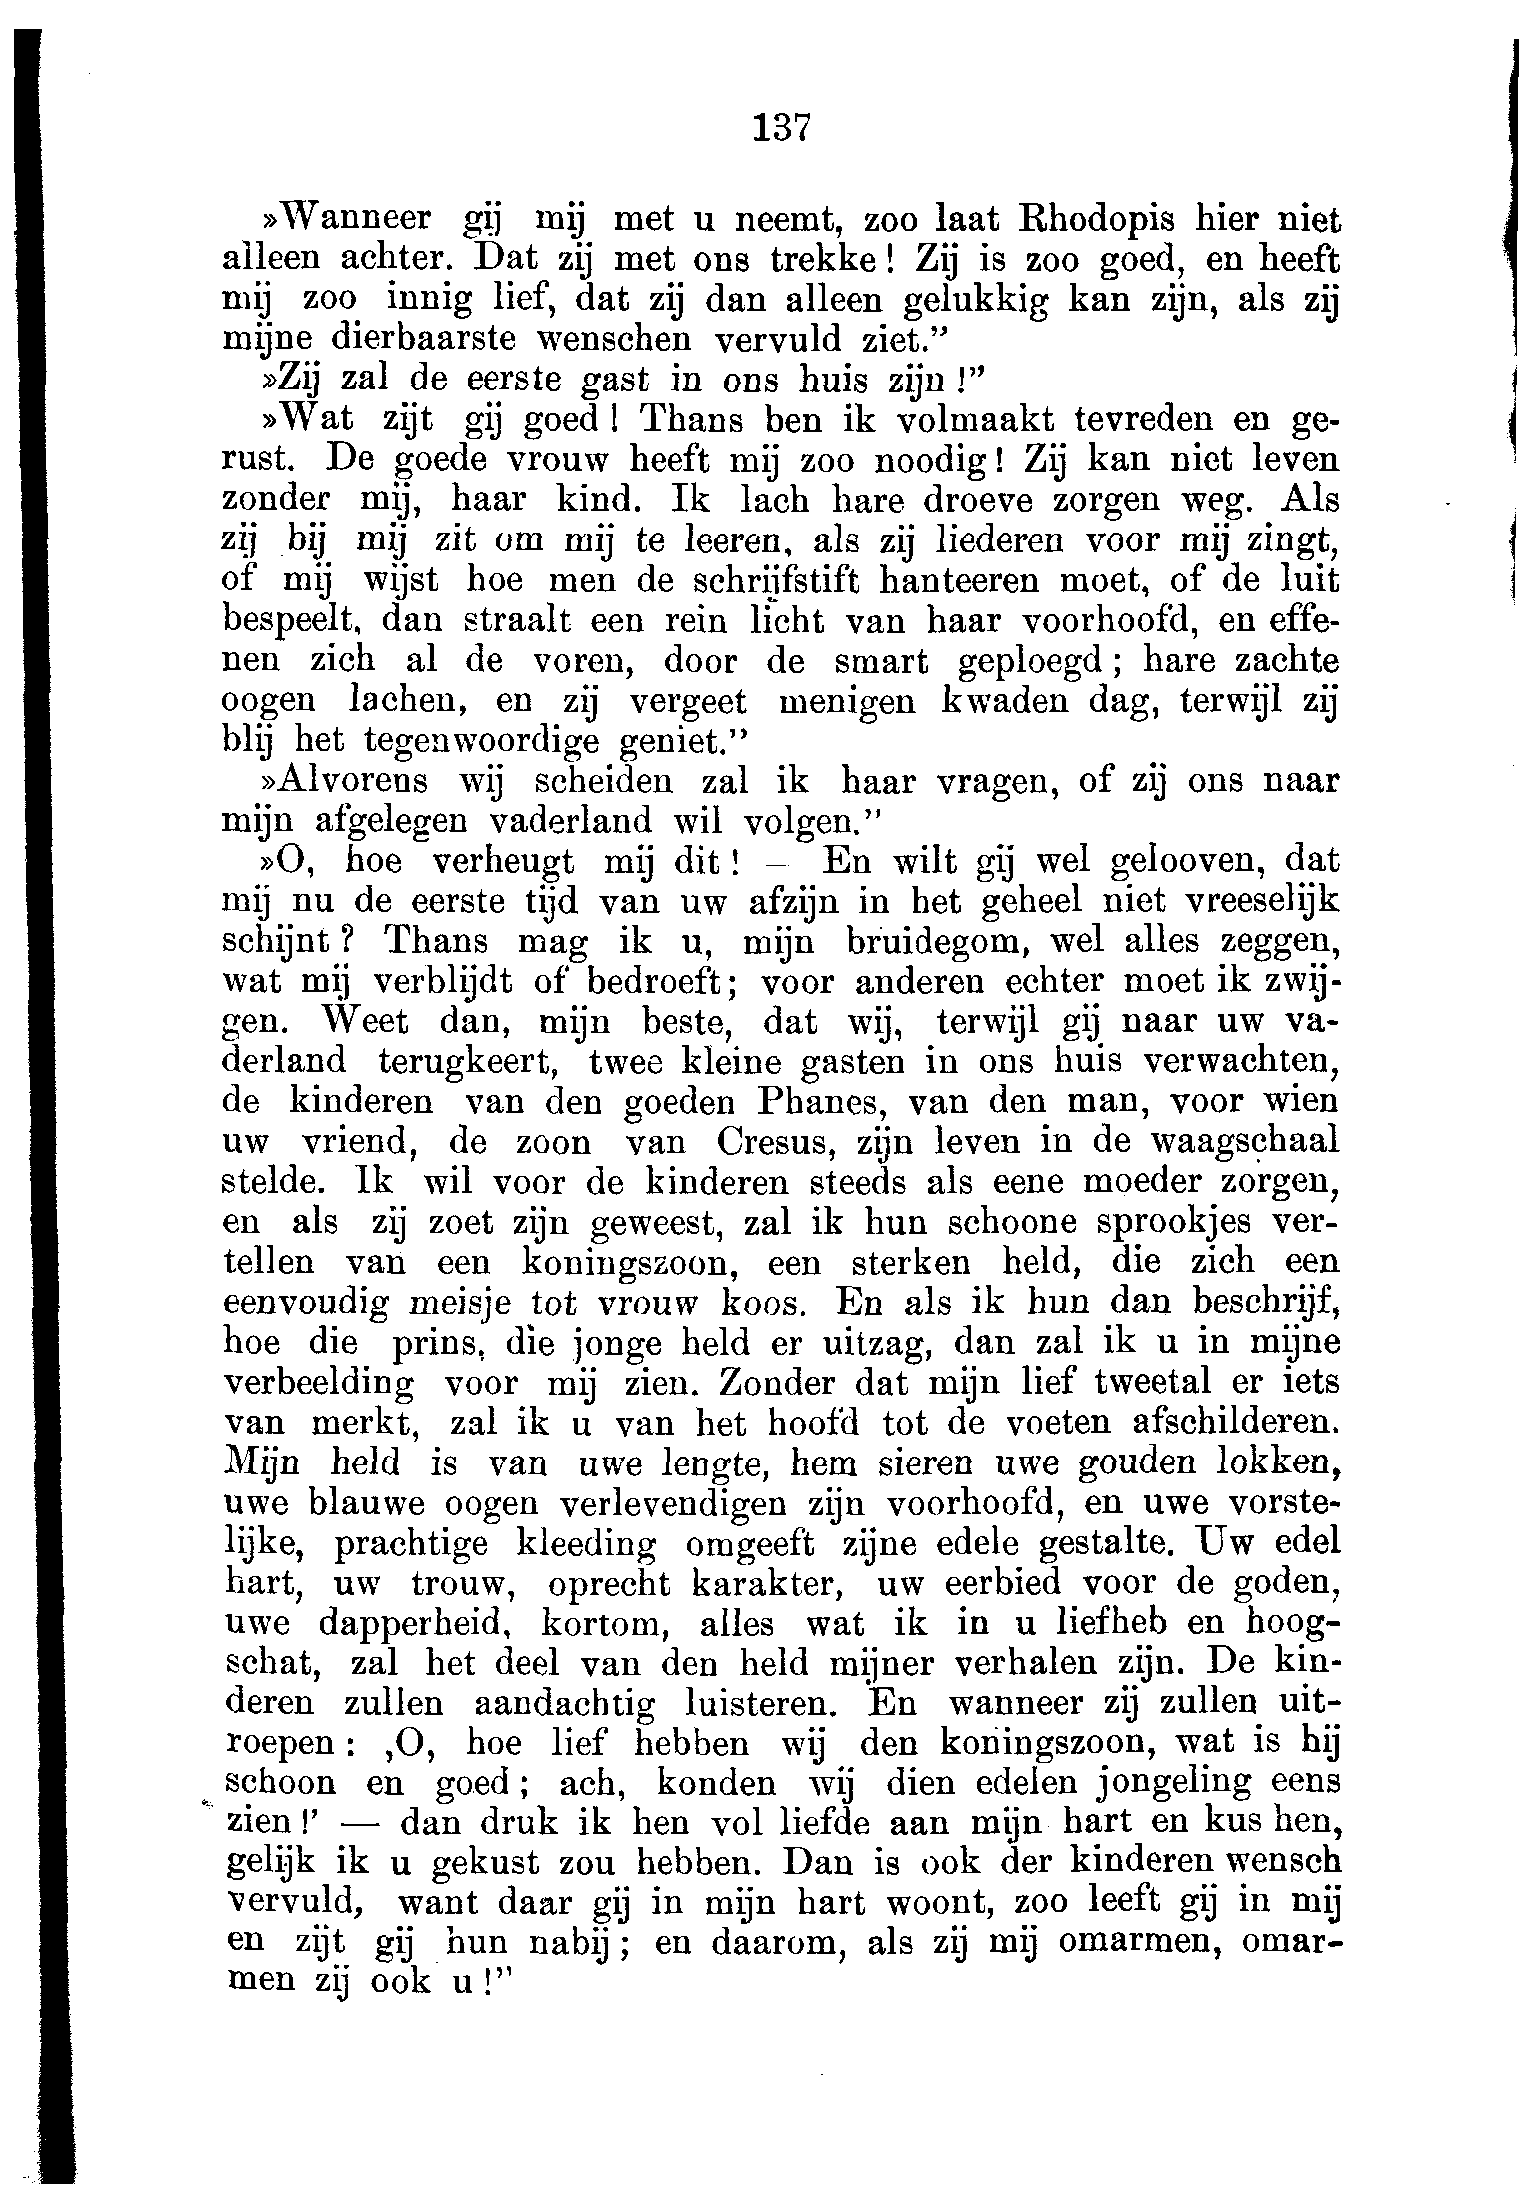 137
»Wanneer gij mij met u neemt, zoo laat Rhodopis hier niet
alleen achter. Dat zij met ons trekke! Zij is zoo goed, en heeft
mij zoo innig lief, dat zij dan alleen gelukkig kan zijn, als zij
mijne dierbaarste wenschen vervuld ziet.”
»Zij zal de eerste gast in ons huis zijn!”
»Wat zijt gij goed! Thans ben ik volmaakt tevreden en ge-
rust. De goede vrouw heeft mij zoo noodig! Zij kan niet leven
zonder mij, haar kind. Ik lach hare droeve zorgen weg. Als
zij bij mij zit om mij te leeren, als zij liederen voor mij zingt,
of mij wijst hoe men de schrijfstift hanteeren moet, of de luit
bespeelt, dan straalt een rein licht van haar voorhoofd, en effe-
nen zich al de voren, door de smart geploegd; hare zachte
oogen lachen, en zij vergeet menigen kwaden dag, terwijl zij
blij het tegenwoordige geniet.”
»Alvorens wij scheiden zal ik haar vragen, of zij ons naar
mijn afgelegen vaderland wil volgen.”
»O, hoe verheugt mij dit! — En wilt gij wel gelooven, dat
mij nu de eerste tijd van uw afzijn in het geheel niet vreeselijk
schijnt? Thans mag ik u, mijn bruidegom, wel alles zeggen,
wat mij verblijdt of bedroeft; voor anderen echter moet ik zwij-
gen. Weet dan, mijn beste, dat wij, terwijl gij naar uw va-
derland terugkeert, twee kleine gasten in ons huis verwachten,
de kinderen van den goeden Phanes, van den man, voor wien
uw vriend, de zoon van Cresus, zijn leven in de waagschaal
stelde. Ik wil voor de kinderen steeds als eene moeder zorgen,
en als zij zoet zijn geweest, zal ik hun schoone sprookjes ver-
tellen van een koningszoon, een sterken held, die zich een
eenvoudig meisje tot vrouw koos. En als ik hun dan beschrijf,
hoe die prins, die jonge held er uitzag, dan zal ik u in mijne
verbeelding voor mij zien. Zonder dat mijn lief tweetal er iets
van merkt, zal ik u van het hoofd tot de voeten afschilderen.
Mijn held is van uwe lengte, hem sieren uwe gouden lokken,
uwe blauwe oogen verlevendigen zijn voorhoofd, en uwe vorste-
lijke, prachtige kleeding omgeeft zijne edele gestalte. Uw edel
hart, uw trouw, oprecht karakter, uw eerbied voor de goden,
uwe dapperheid, kortom, alles wat ik in u liefheb en hoog-
schat, zal het deel van den held mijner verhalen zijn. De kin-
deren zullen aandachtig luisteren. En wanneer zij zullen uit-
roepen: ‚O, hoe lief hebben wij den koningszoon, wat is hij
schoon en goed; ach, konden wij dien edelen jongeling eens
zien!’ — dan druk ik hen vol liefde aan mijn hart en kus hen,
gelijk ik u gekust zou hebben. Dan is ook der kinderen wensch
vervuld, want daar gij in mijn hart woont, zoo leeft gij in mij
en zijt gij hun nabij; en daarom, als zij mij omarmen, omar-
men zij ook u!”